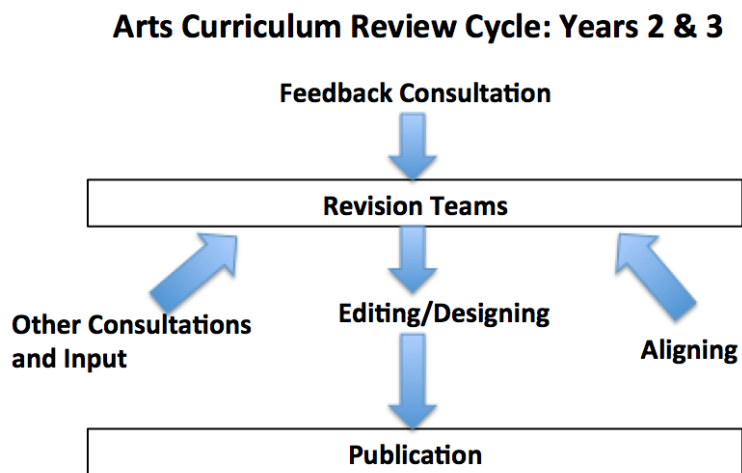 Arts Curriculum Review Cycle: Years 2 & 3
Feedback Consultation
Revision Teams
Other Consultations
and Input
Editing/Designing
Aligning
Publication